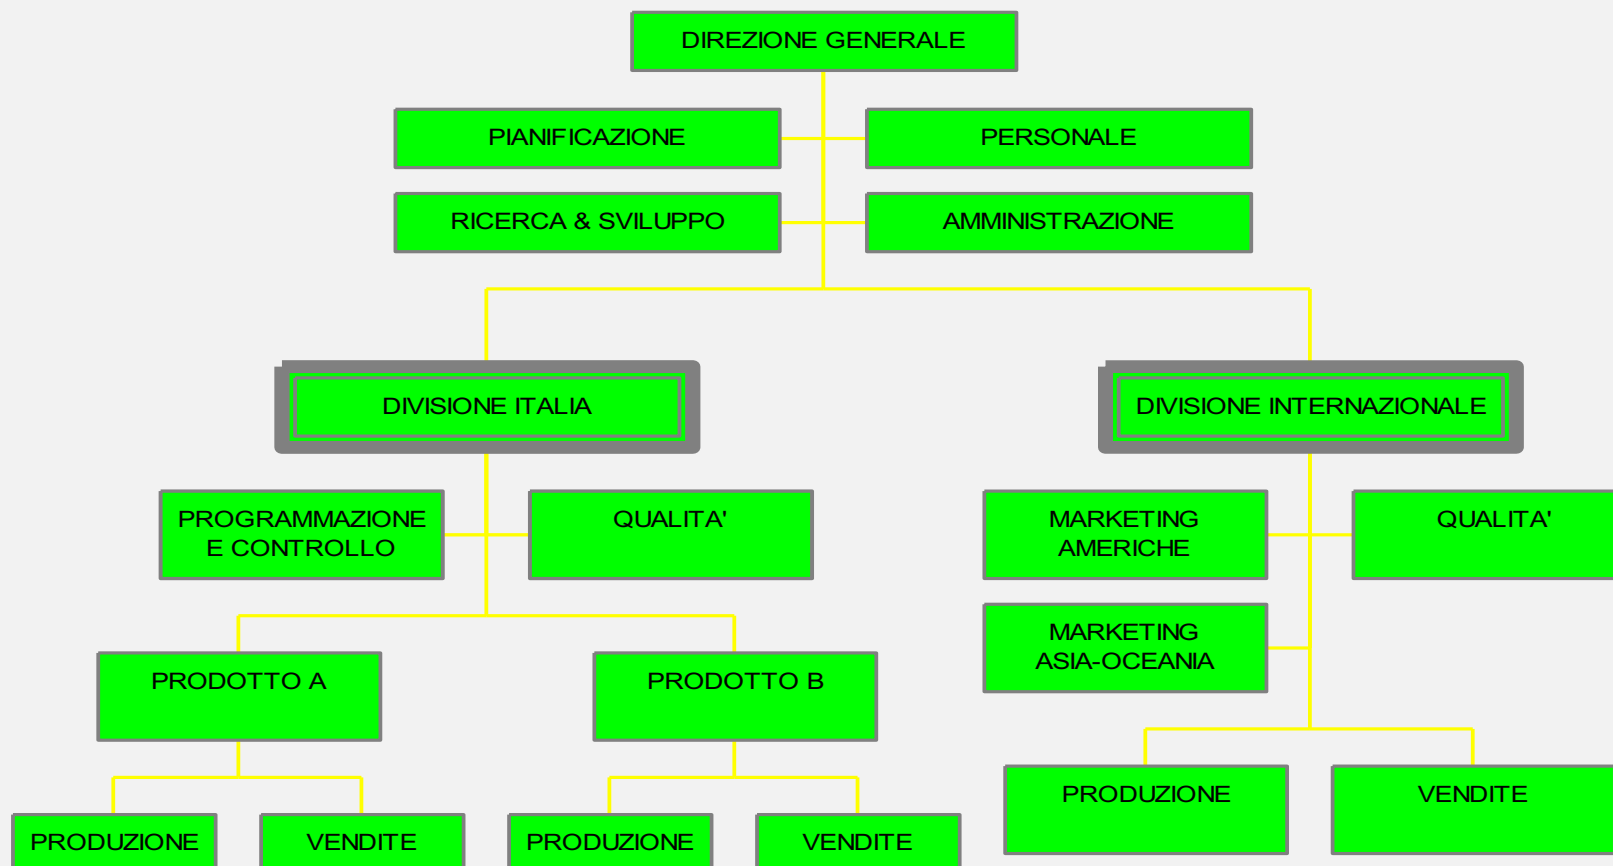 DIREZIONE GENERALE
PIANIFICAZIONE
PERSONALE
RICERCA & SVILUPPO
AMMINISTRAZIONE
DIVISIONE ITALIA
DIVISIONE INTERNAZIONALE
PROGRAMMAZIONE
E CONTROLLO
QUALITA'
MARKETING
AMERICHE
QUALITA'
MARKETING
ASIA-OCEANIA
PRODOTTO A
PRODOTTO B
PRODUZIONE
VENDITE
PRODUZIONE
VENDITE
PRODUZIONE
VENDITE